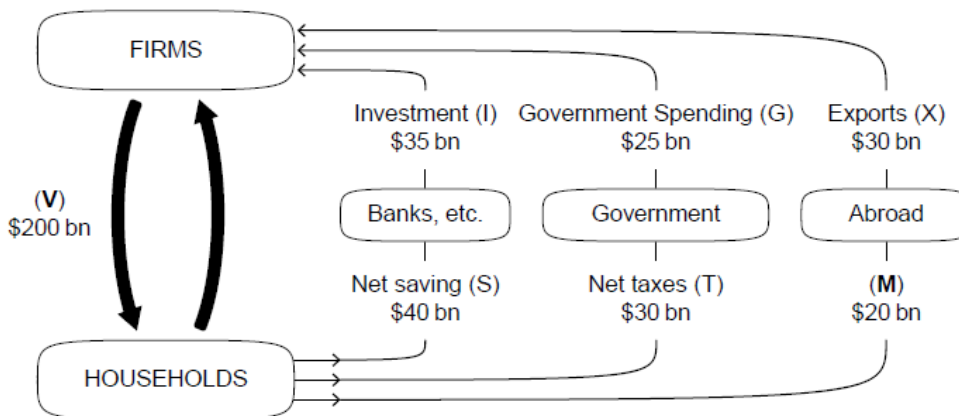 FIRMS
Investment (I)
$35 bn
Government Spending (G)
$25 bn
Exports (X)
$30 bn
(V)
$200 bn
Banks, etc.
Government
Abroad
Net saving (S)
$40 bn
Net taxes (T)
$30 bn
(M)
$20 bn
HOUSEHOLDS